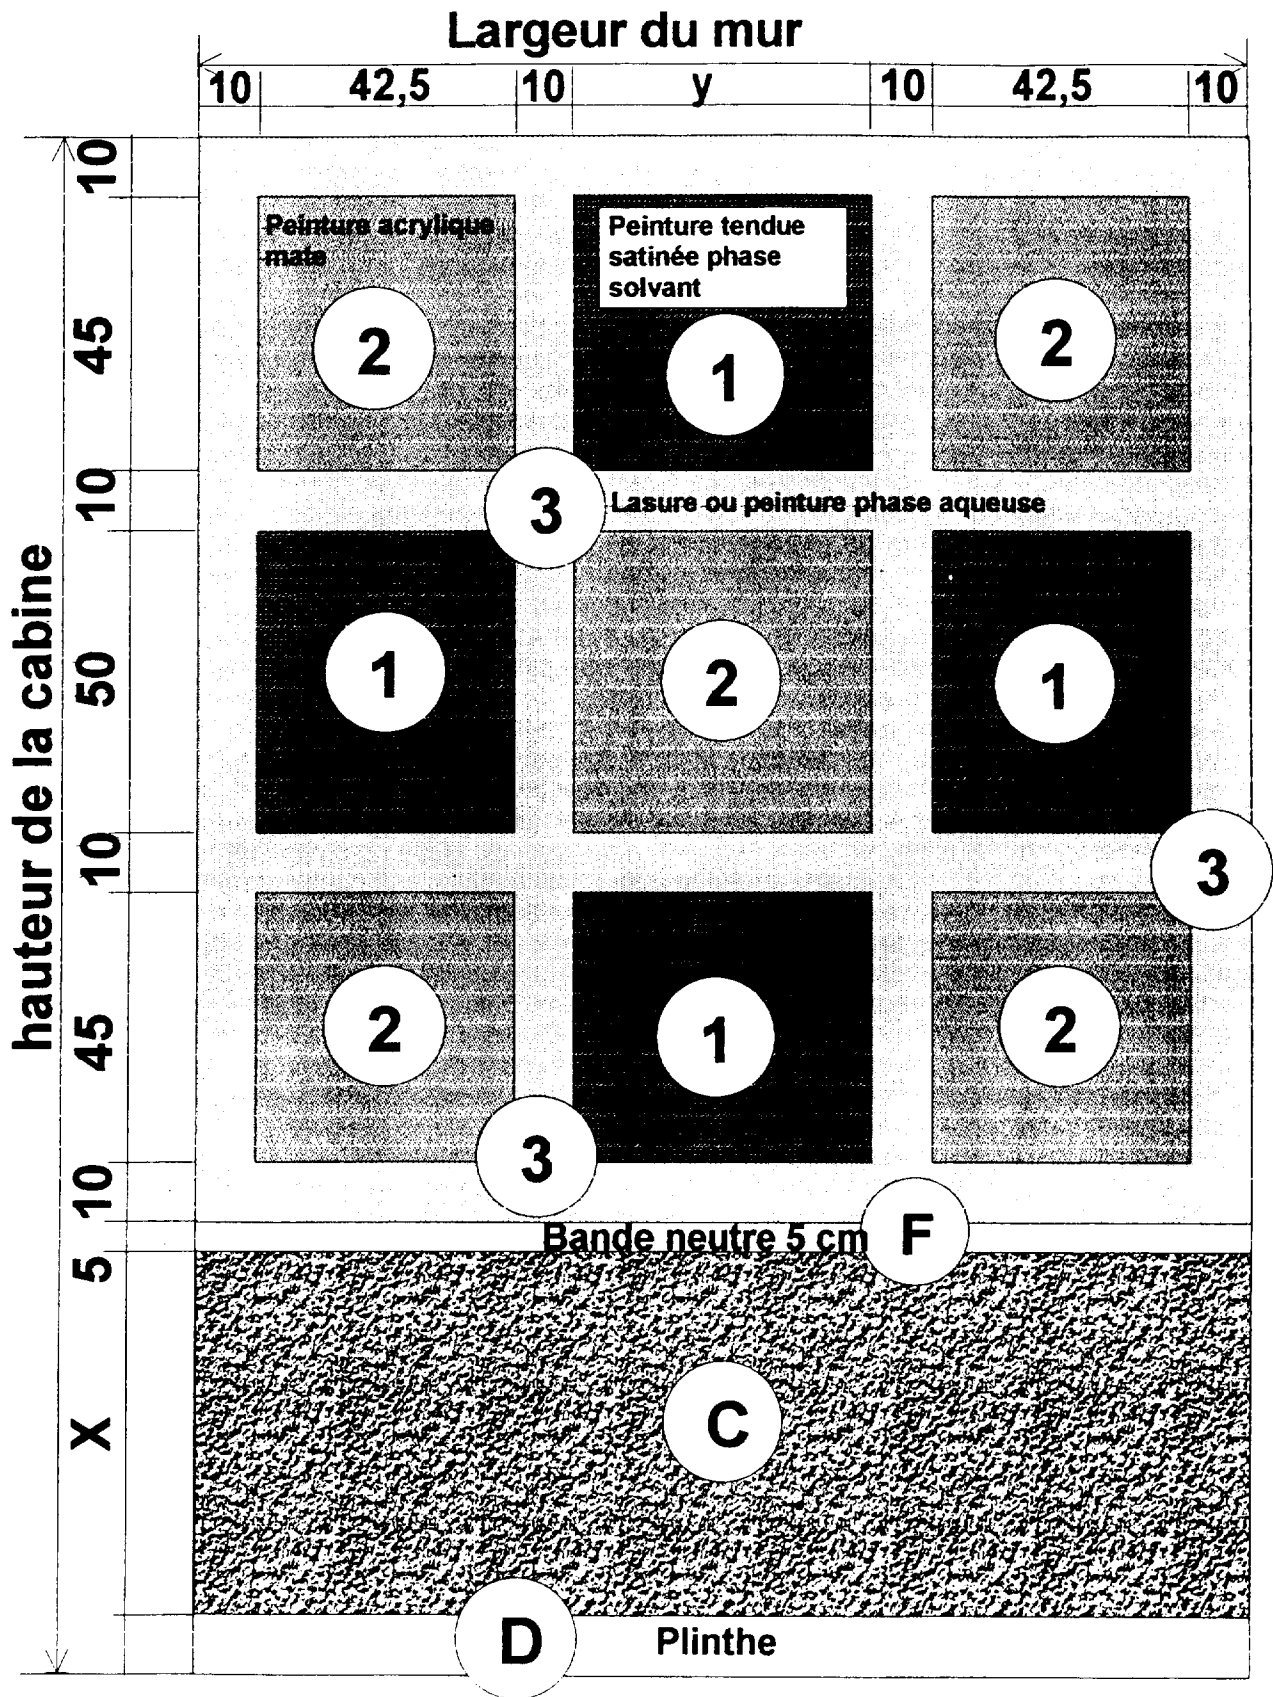 Largeur du mur
10 42,5 10 y 10 42,5 10
hauteur de la cabine
10
45
10
50
10
45
10
5
X
Peinture acrylique
mate
2
Peinture tendue
satinée phase
solvant
1
2
3
Lasure ou peinture phase aqueuse
1
2
1
3
2
1
2
3
Bande neutre 5 cm
F
C
D
Plinthe